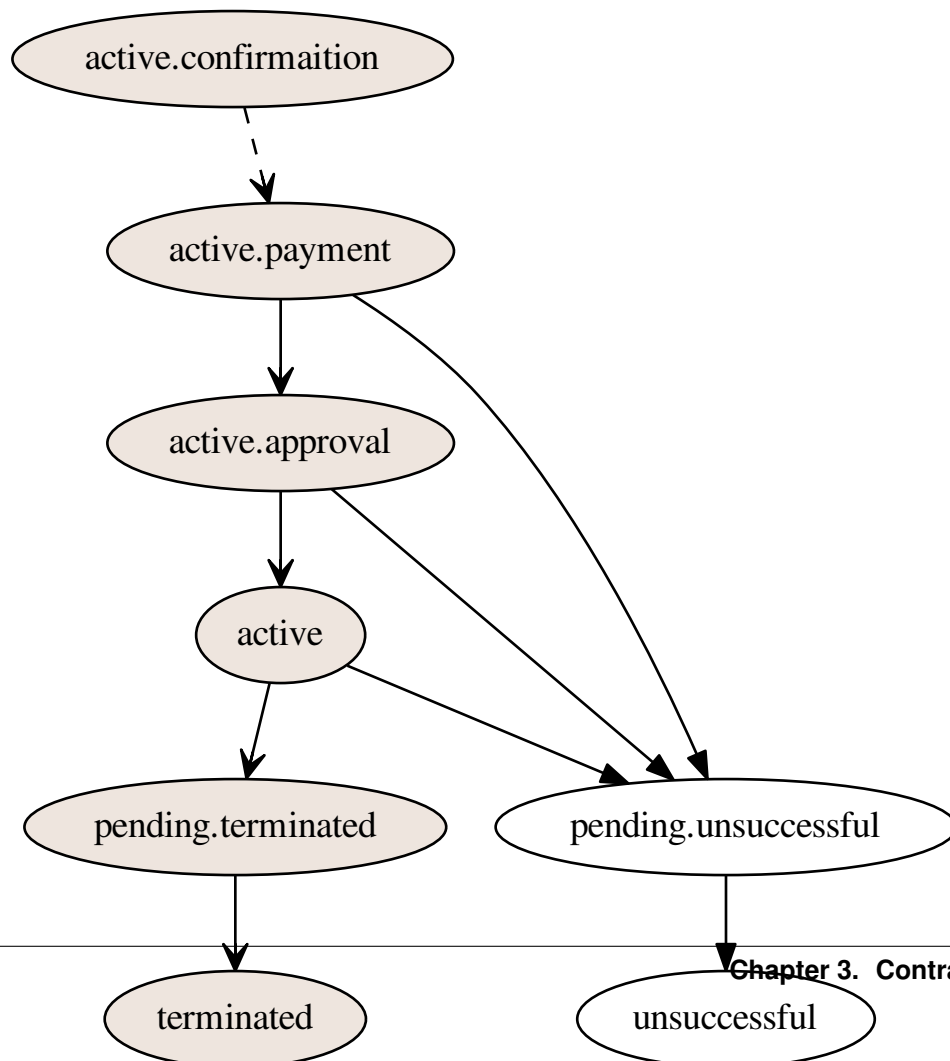 active.confirmaition
active.payment
active.approval
active
pending.terminated
pending.unsuccessful
Chapter 3. Contra
terminated
unsuccessful